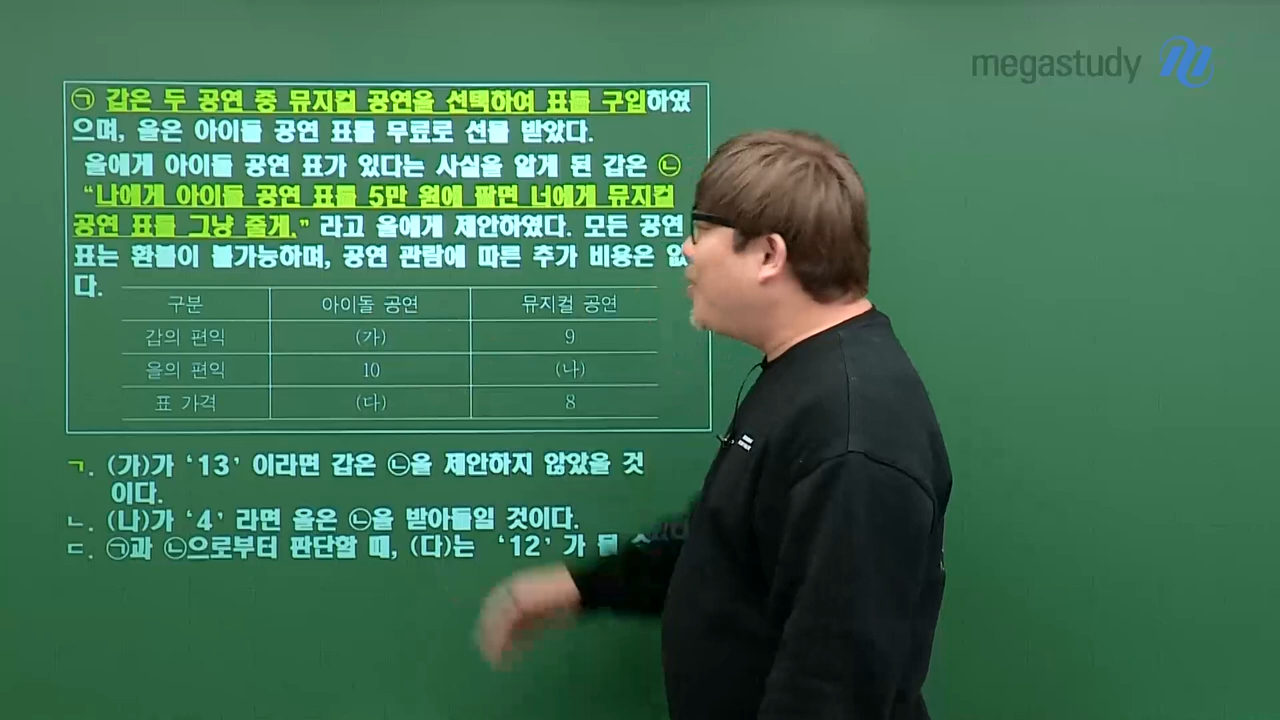 megastudy
㉠ 갑은 두 공연 중 뮤지컬 공연을 선택하여 표를 구입하였
으며, 을은 아이돌 공연 표를 무료로 선물 받았다.
을에게 아이돌 공연 표가 있다는 사실을 알게 된 갑은 ㉡
“나에게 아이돌 공연 표를 5만 원에 팔면 너에게 뮤지컬
공연 표를 그냥 줄게.” 라고 을에게 제안하였다. 모든 공연
표는 환불이 불가능하며, 공연 관람에 따른 추가 비용은 없
다.
구분 아이돌 공연 뮤지컬 공연
갑의 편익 (가) 9
을의 편익 10 (나)
표 가격 (다) 8
ㄱ. (가)가 ‘13’ 이라면 갑은 ㉡을 제안하지 않았을 것
이다.
ㄴ. (나)가 ‘4’ 라면 을은 ㉡을 받아들일 것이다.
ㄷ. ㉠과 ㉡으로부터 판단할 때, (다)는 ‘12’ 가 될